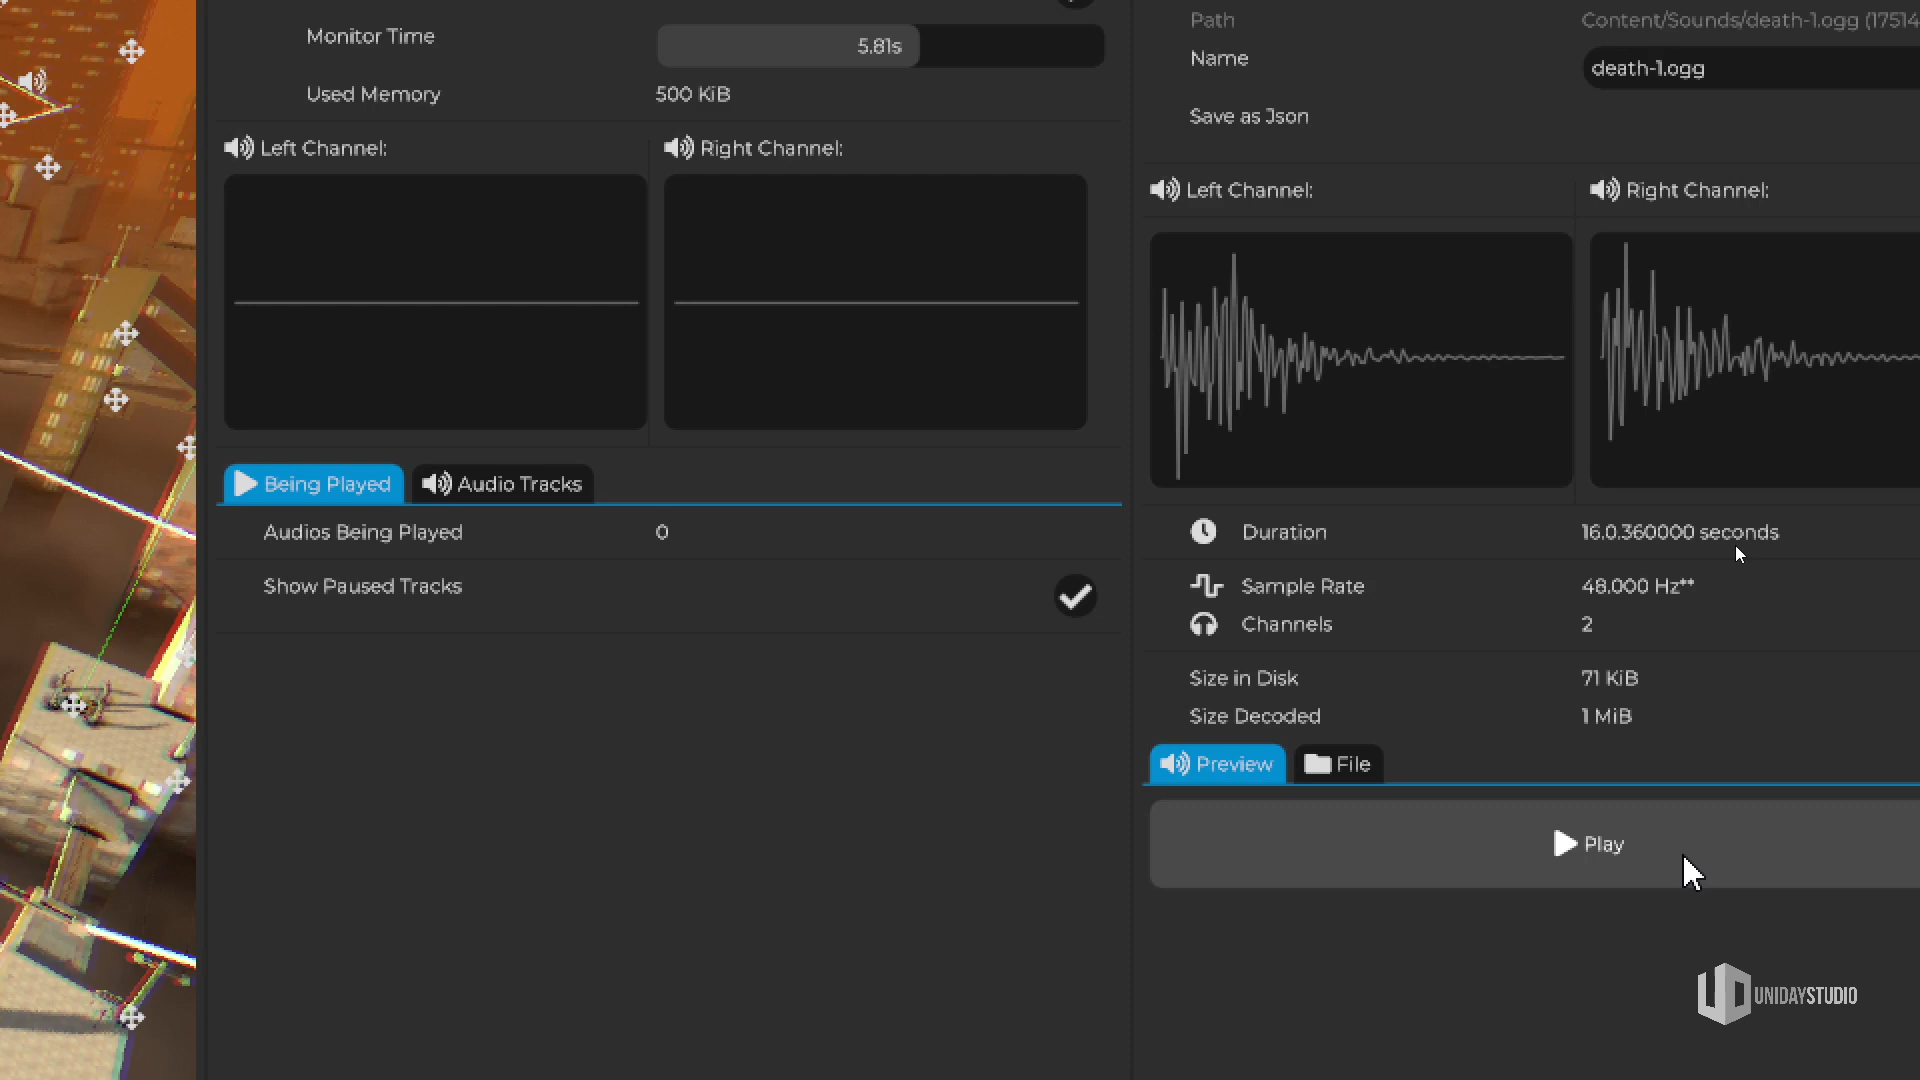 Monitor Time
5.81s
Used Memory
500 KiB
Left Channel:
Right Channel:
Being Played
Audio Tracks
Audios Being Played
0
Show Paused Tracks
Path
Content/Sounds/death-1.ogg (17514
Name
death-1.ogg
Save as Json
Left Channel:
Right Channel:
Duration
16.0.360000 seconds
Sample Rate
48.000 Hz**
Channels
2
Size in Disk
71 KiB
Size Decoded
1 MiB
Preview
File
Play
UNIDAYSTUDIO